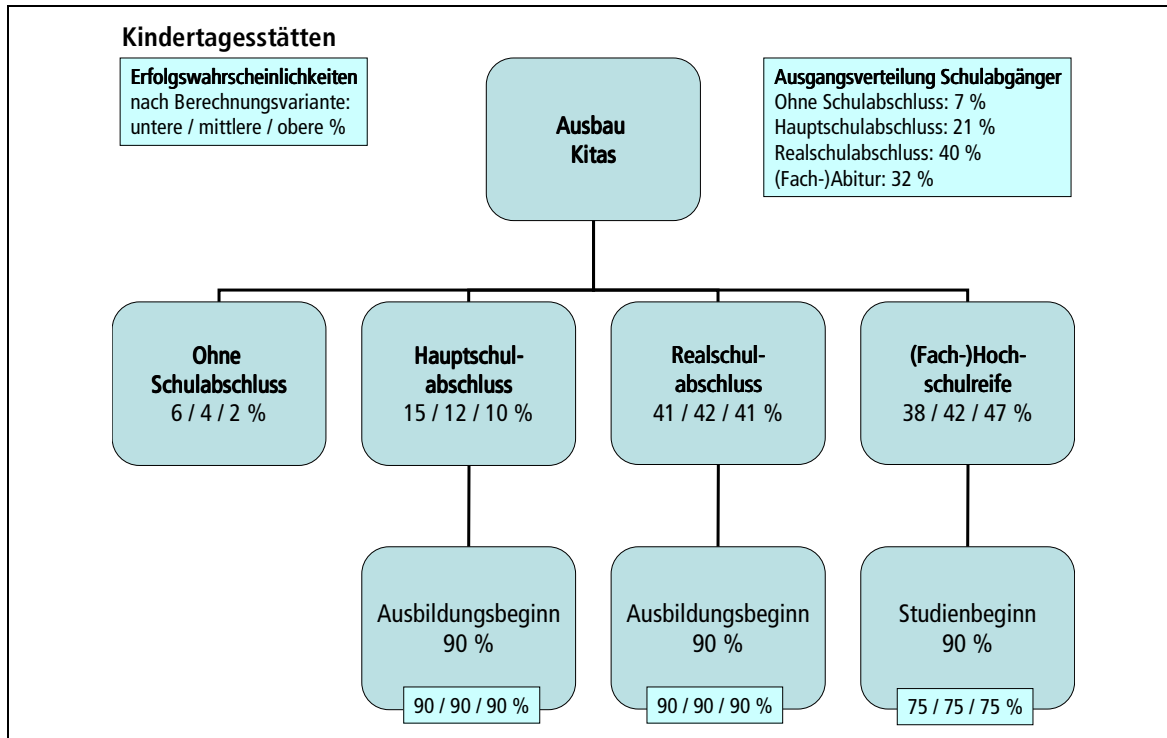 Kindertagesstätten
Erfolgswahrscheinlichkeiten
nach Berechnungsvariante:
untere / mittlere / obere %
Ausbau
Kitas
Ausgangsverteilung Schulabgänger
Ohne Schulabschluss: 7 %
Hauptschulabschluss: 21 %
Realschulabschluss: 40 %
(Fach-)Abitur: 32 %
Ohne
Schulabschluss
6 / 4 / 2 %
Hauptschul-
abschluss
15 / 12 / 10 %
Realschul-
abschluss
41 / 42 / 41 %
(Fach-)Hoch-
schulreife
38 / 42 / 47 %
Ausbildungsbeginn
90 %
90 / 90 / 90 %
Ausbildungsbeginn
90 %
90 / 90 / 90 %
Studienbeginn
90 %
75 / 75 / 75 %